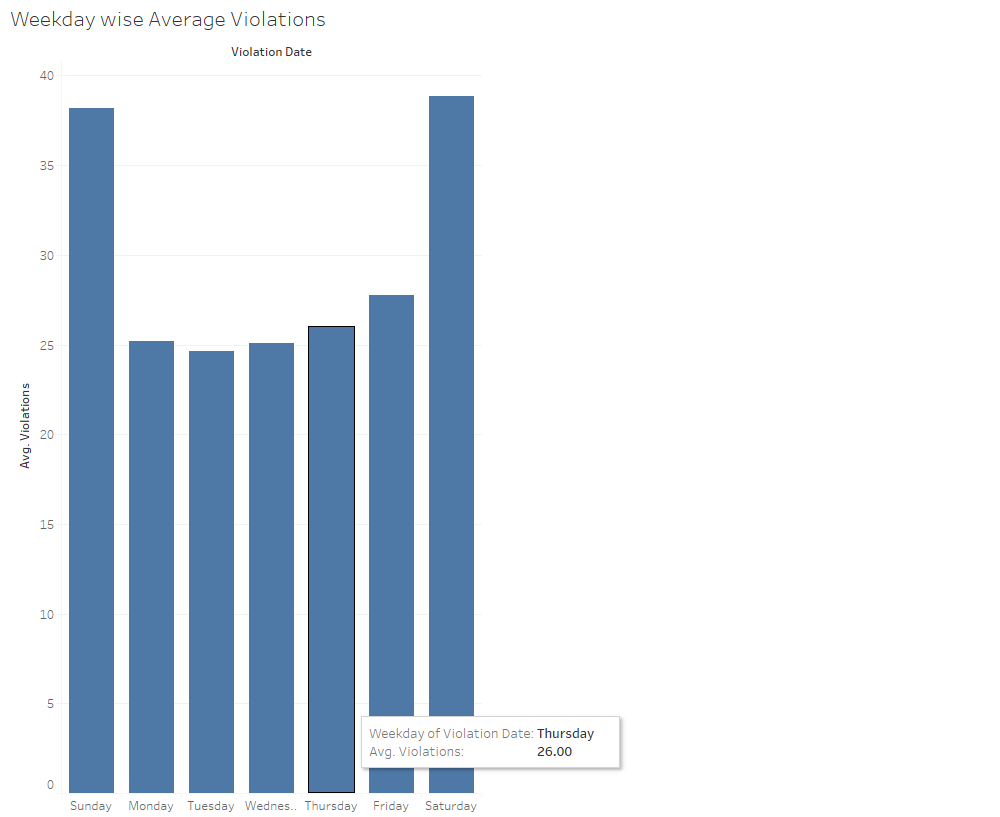 Weekday wise Average Violations
Violation Date
40
35
30
25
20
15
10
5
0
Avg. Violations
Weekday of Violation Date: Thursday
Avg. Violations: 26.00
Sunday Monday Tuesday Wednes.. Thursday Friday Saturday